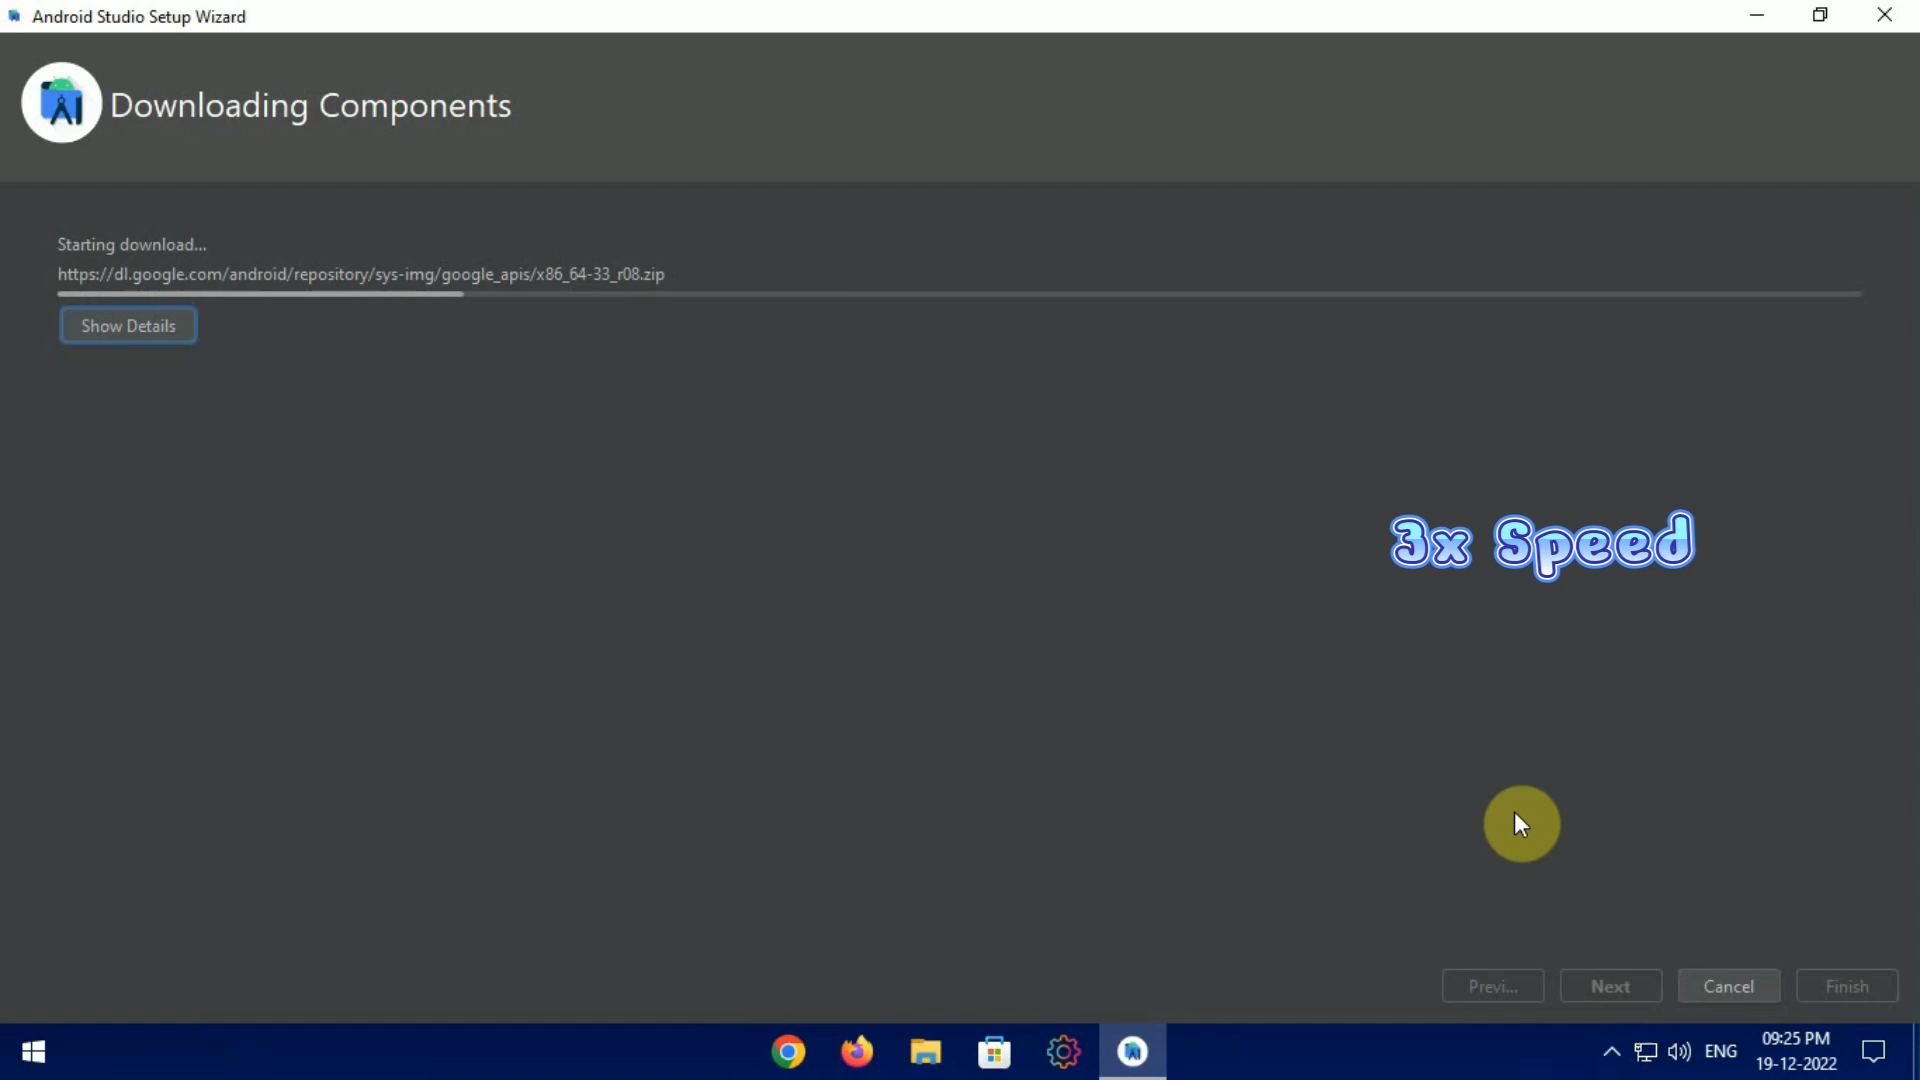 Android Studio Setup Wizard
Downloading Components
Starting download...
https://dl.google.com/android/repository/sys-img/google_apis/x86_64-33_r08.zip
Show Details
3x Speed
Previ... Next Cancel Finish
ENG
09:25 PM
19-12-2022